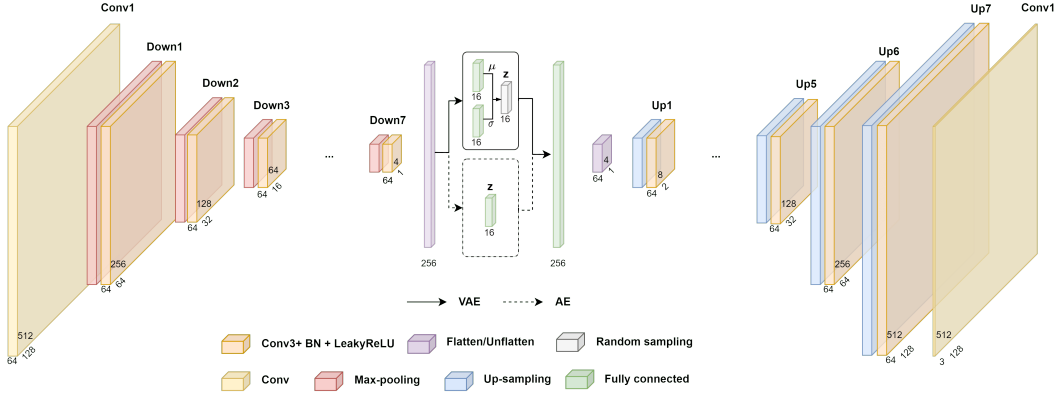 Conv1
Down1
Down2
Down3
...
Down7
μ
z
16
σ
16
16
z
16
Up1
...
Up5
Up6
Up7
Conv1
512
64
128
256
64
64
128
64
32
64
64
16
4
64
1
256
256
4
64
1
8
64
2
128
64
32
256
64
64
512
64
128
512
3
128
VAE
AE
Conv3+ BN + LeakyReLU
Flatten/Unflatten
Random sampling
Conv
Max-pooling
Up-sampling
Fully connected